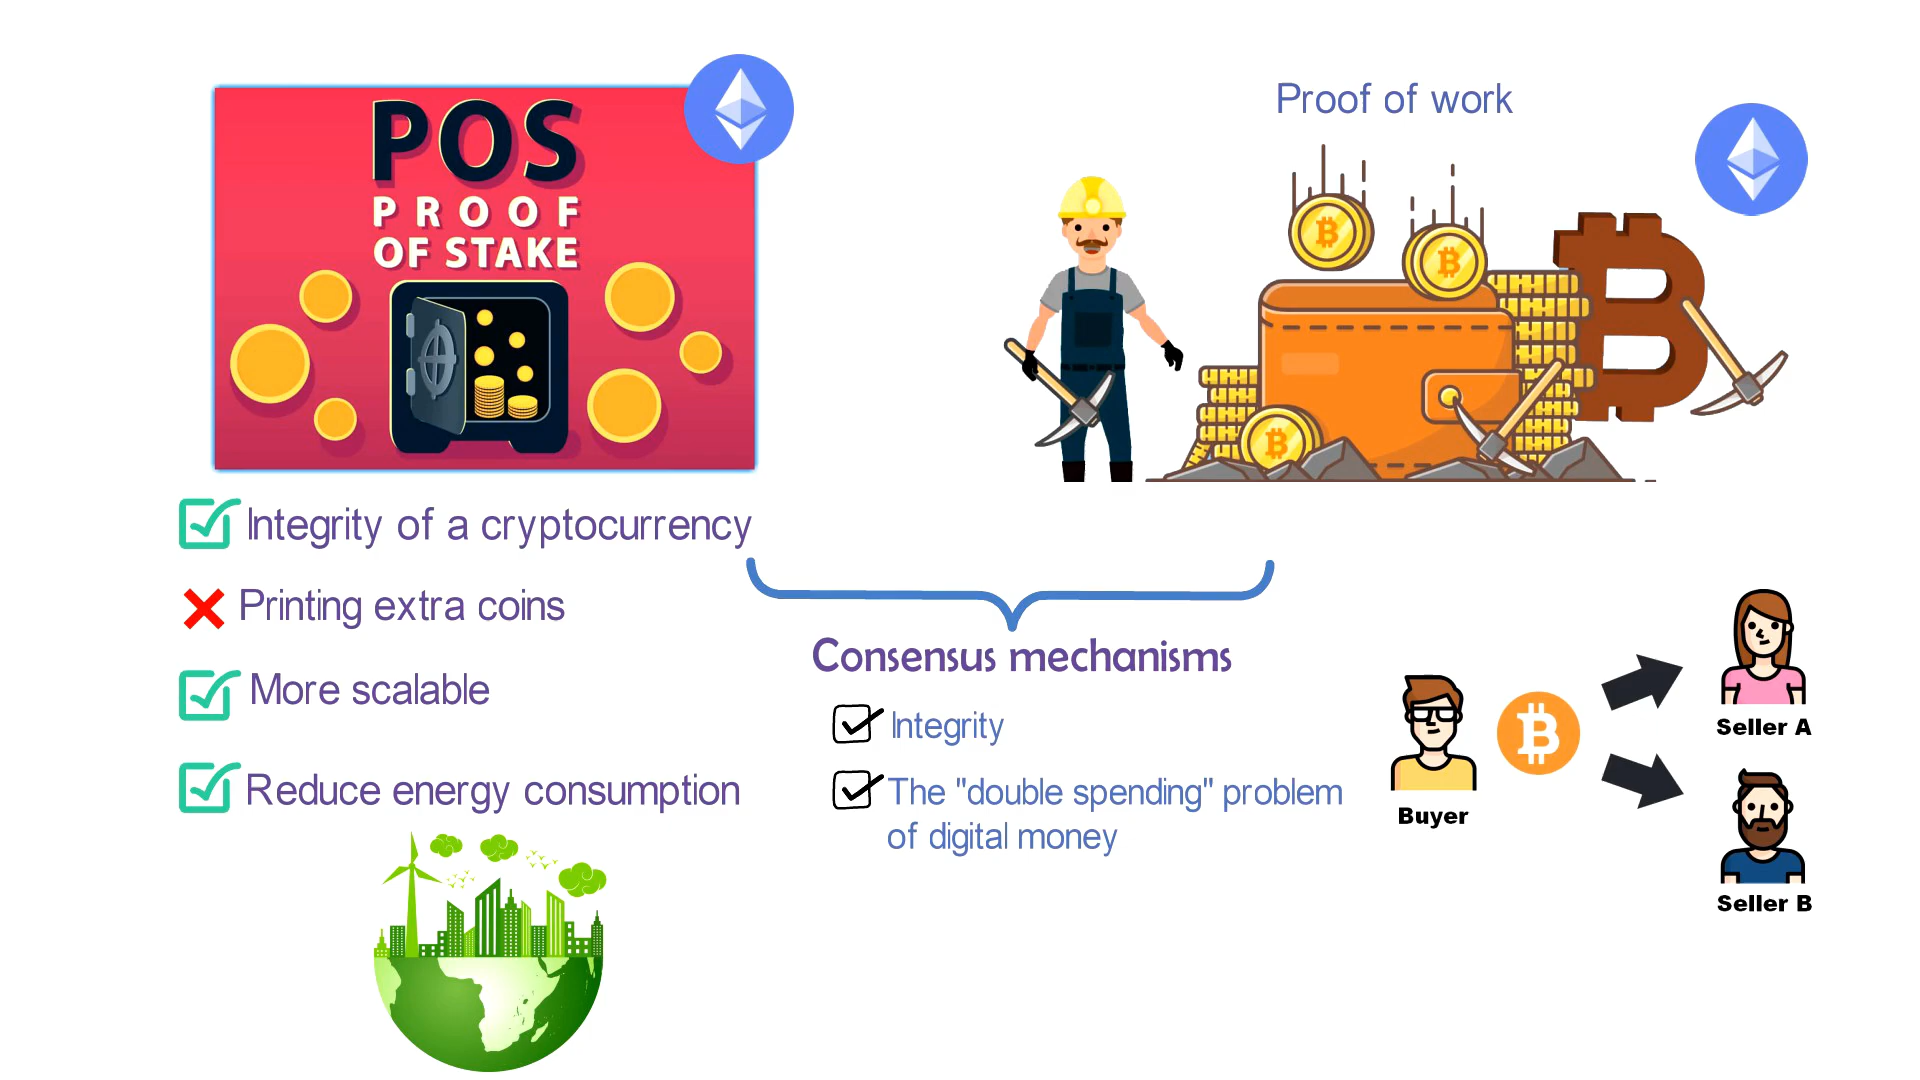 POS
PROOF
OF STAKE
Proof of work
Integrity of a cryptocurrency
Printing extra coins
More scalable
Reduce energy consumption
Consensus mechanisms
Integrity
The "double spending" problem
of digital money
Buyer
Seller A
Seller B